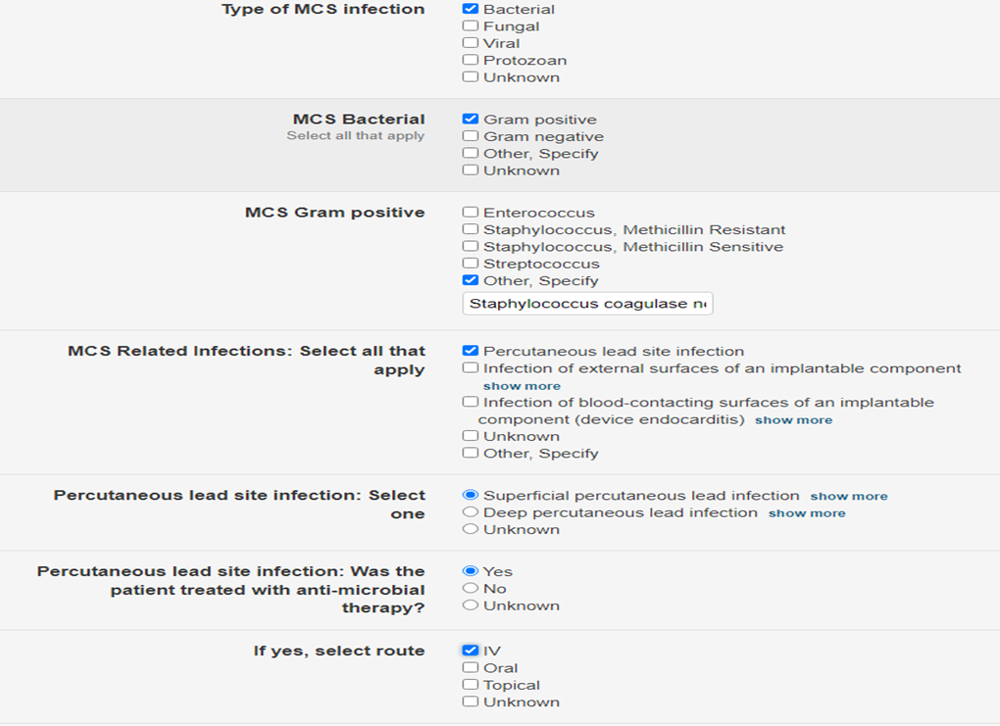 Type of MCS infection
Bacterial
Fungal
Viral
Protozoan
Unknown
MCS Bacterial
Select all that apply
Gram positive
Gram negative
Other, Specify
Unknown
MCS Gram positive
Enterococcus
Staphylococcus, Methicillin Resistant
Staphylococcus, Methicillin Sensitive
Streptococcus
Other, Specify
Staphylococcus coagulase
MCS Related Infections: Select all that
apply
Percutaneous lead site infection
Infection of external surfaces of an implantable component
show more
Infection of blood-contacting surfaces of an implantable
component (device endocarditis) show more
Unknown
Other, Specify
Percutaneous lead site infection: Select
one
Superficial percutaneous lead infection show more
Deep percutaneous lead infection show more
Unknown
Percutaneous lead site infection: Was the
patient treated with anti-microbial
therapy?
Yes
No
Unknown
If yes, select route
IV
Oral
Topical
Unknown